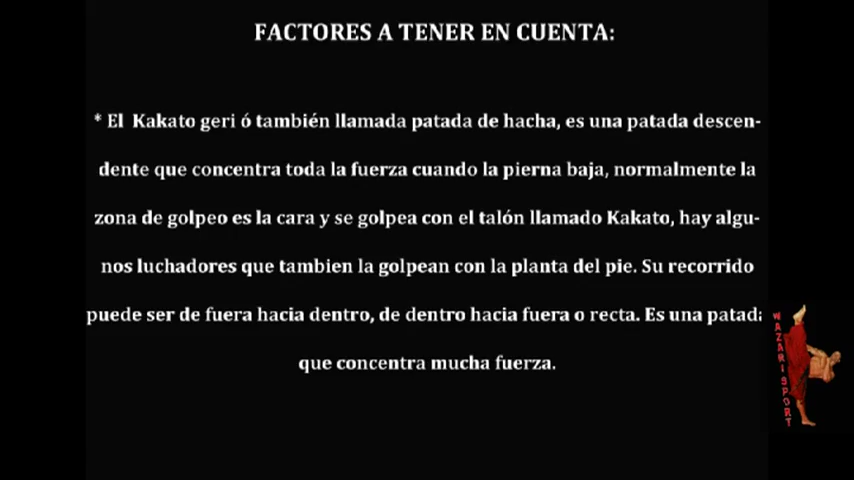 FACTORES A TENER EN CUENTA:
* El Kakato geri ó también llamada patada de hacha, es una patada descen-
dente que concentra toda la fuerza cuando la pierna baja, normalmente la
zona de golpeo es la cara y se golpea con el talón llamado Kakato, hay algu-
nos luchadores que tambien la golpean con la planta del pie. Su recorrido
puede ser de fuera hacia dentro, de dentro hacia fuera o recta. Es una patada
que concentra mucha fuerza.
WAZARI SPORT